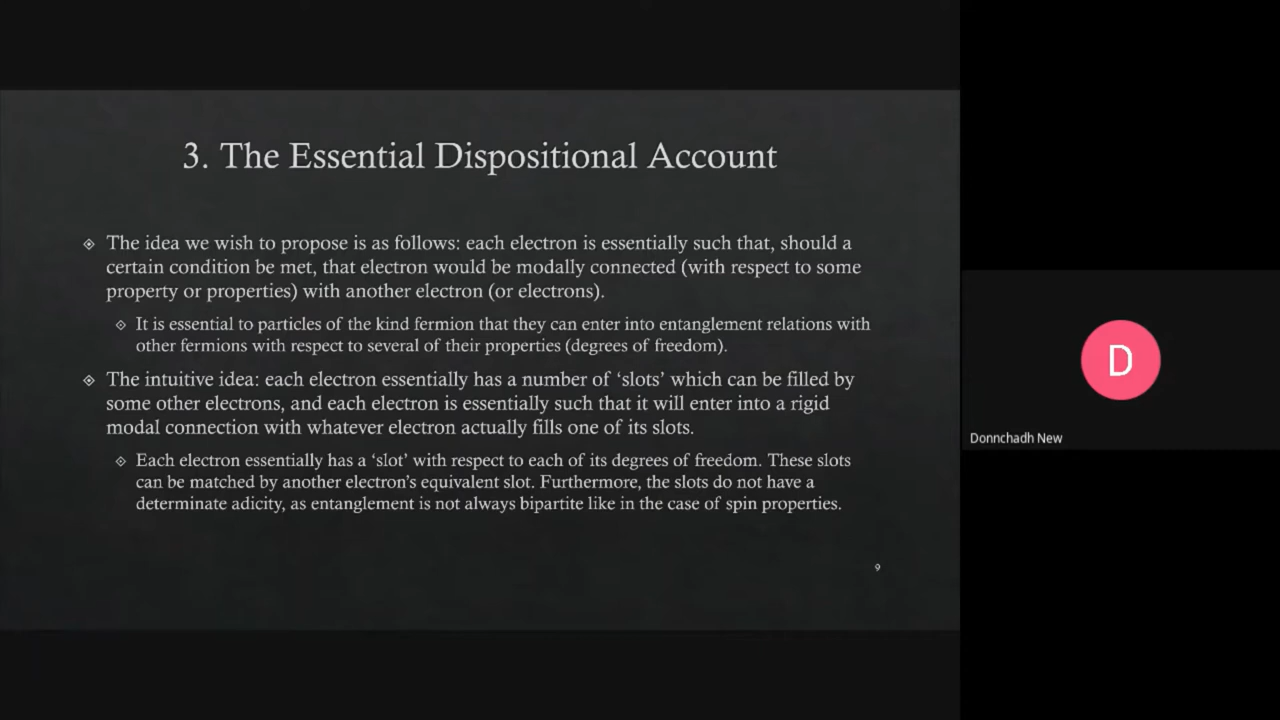 3. The Essential Dispositional Account
The idea we wish to propose is as follows: each electron is essentially such that, should a
certain condition be met, that electron would be modally connected (with respect to some
property or properties) with another electron (or electrons).
It is essential to particles of the kind fermion that they can enter into entanglement relations with
other fermions with respect to several of their properties (degrees of freedom).
The intuitive idea: each electron essentially has a number of ‘slots’ which can be filled by
some other electrons, and each electron is essentially such that it will enter into a rigid
modal connection with whatever electron actually fills one of its slots.
Each electron essentially has a ‘slot’ with respect to each of its degrees of freedom. These slots
can be matched by another electron’s equivalent slot. Furthermore, the slots do not have a
determinate adicity, as entanglement is not always bipartite like in the case of spin properties.
9
D
Donnchadh New